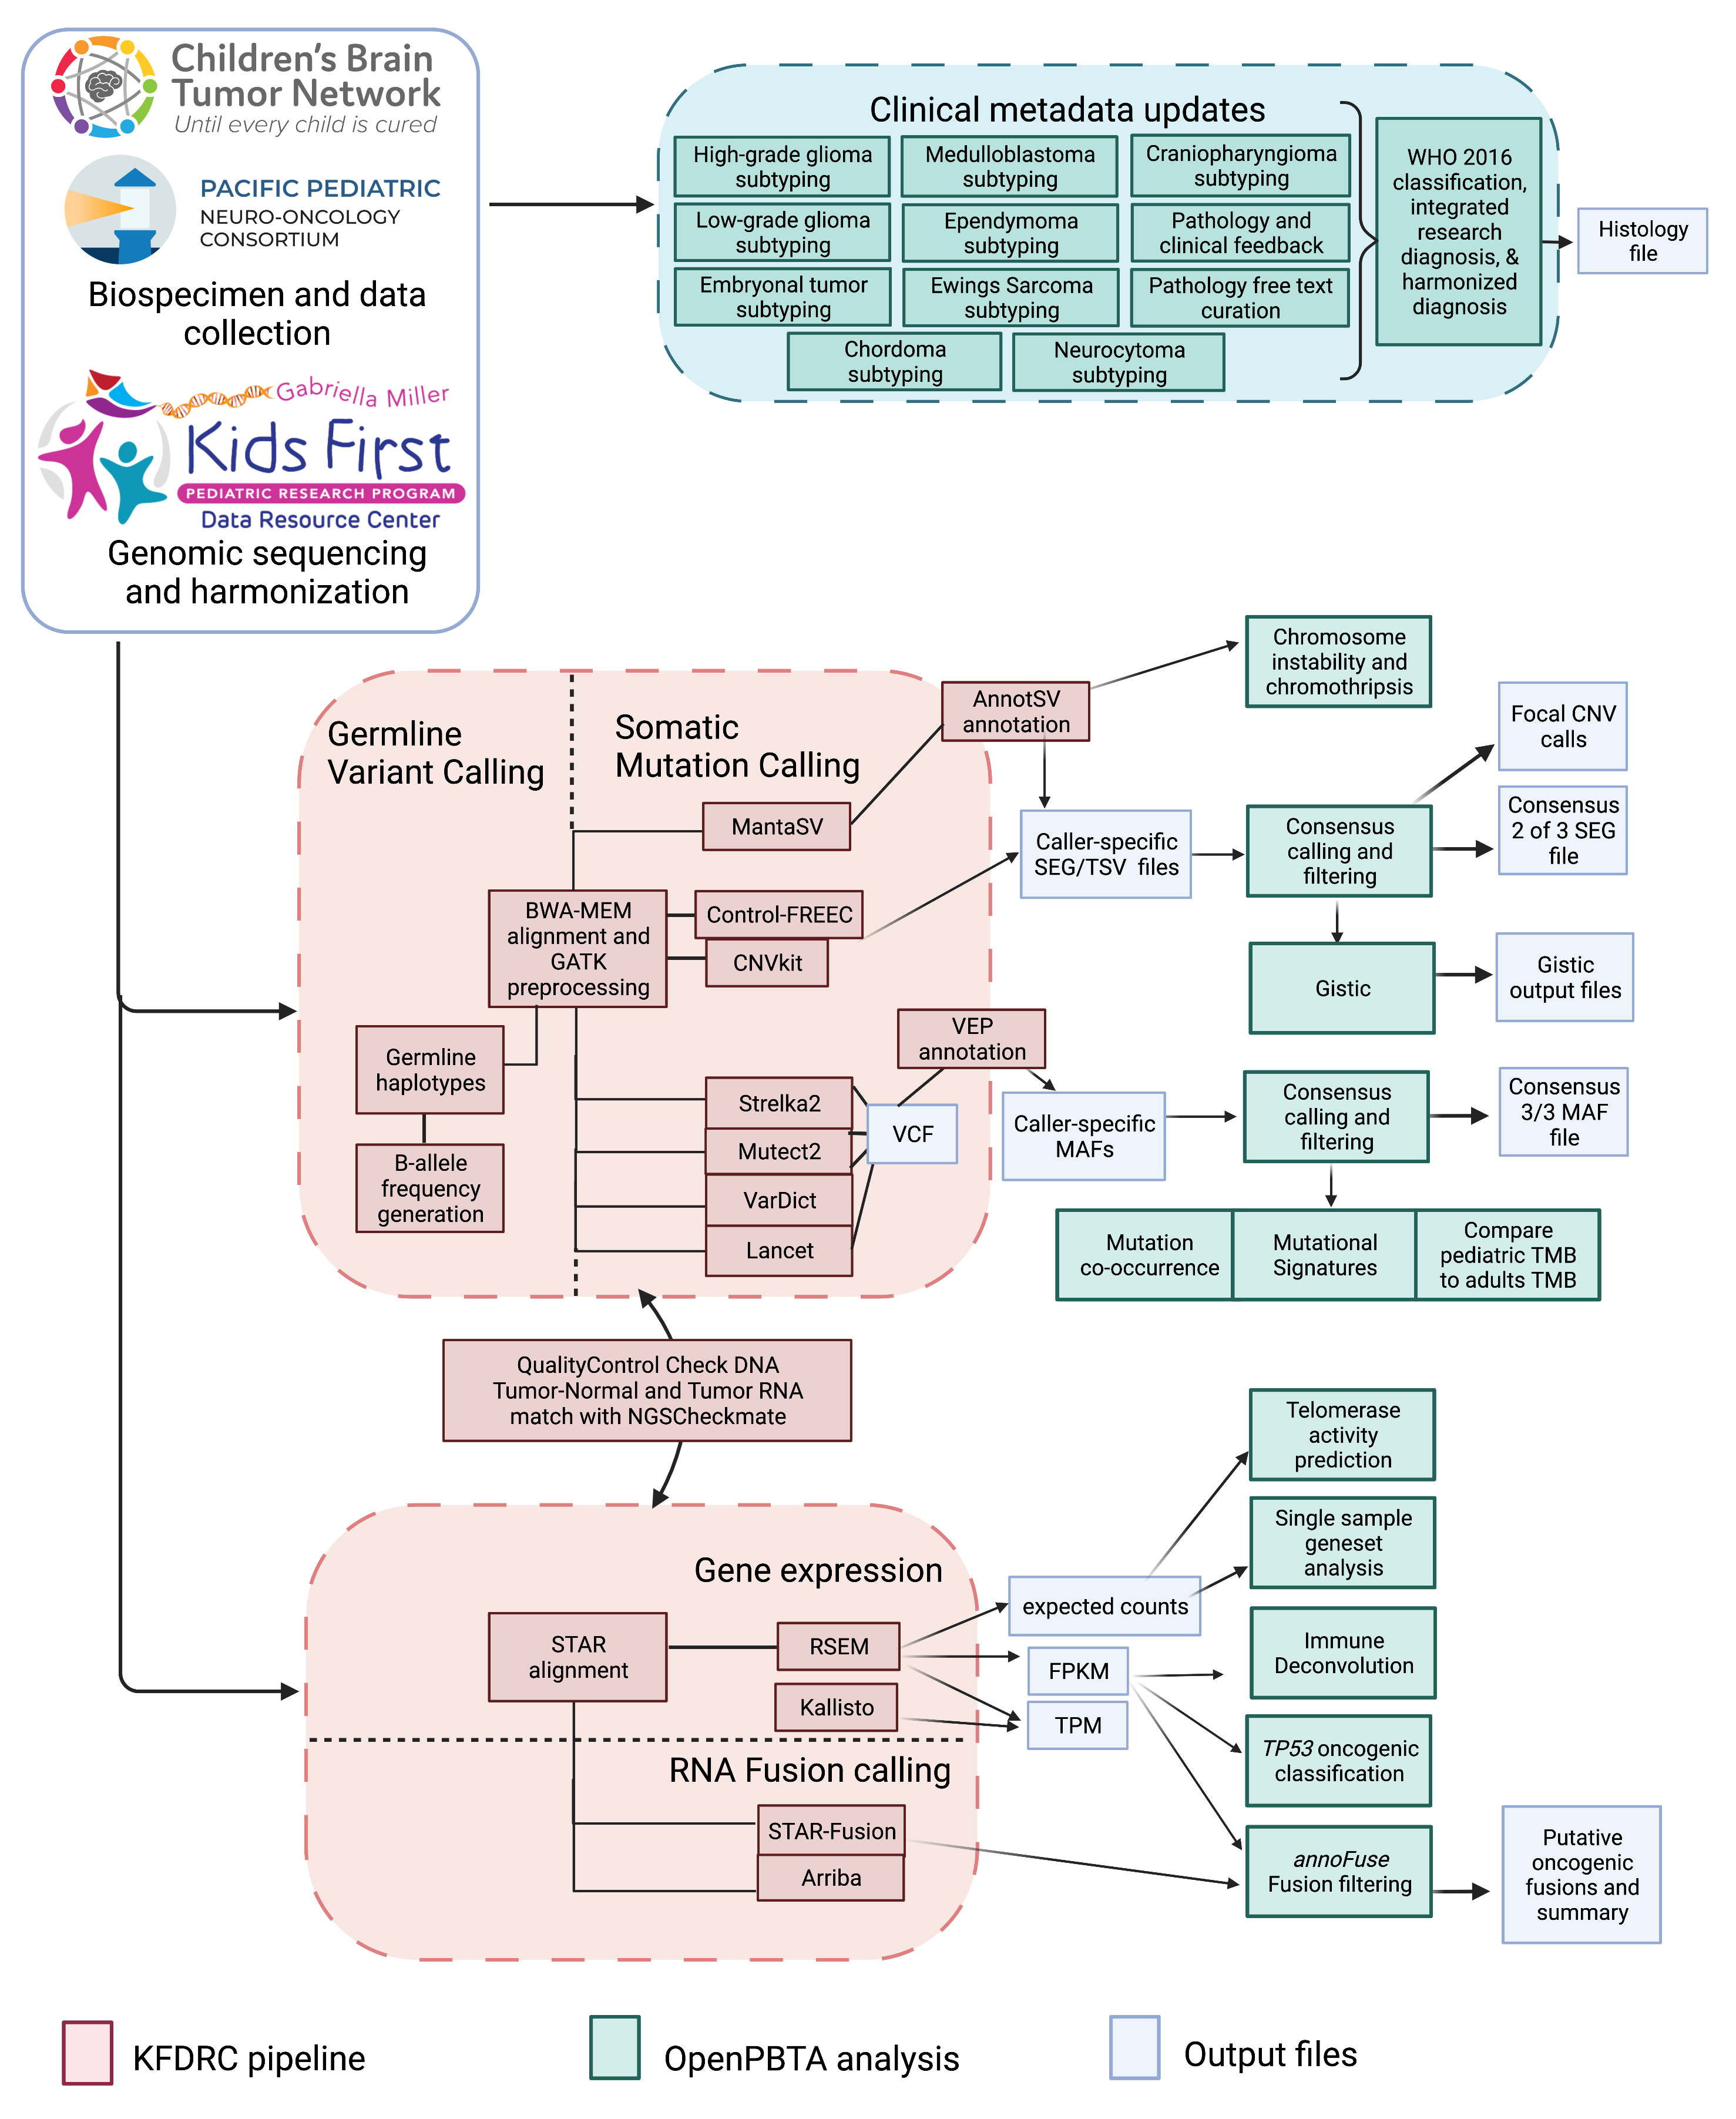 Children's Brain
Tumor Network
Until every child is cured
PACIFIC PEDIATRIC
NEURO-ONCOLOGY
CONSORTIUM
Biospecimen and data
collection
Gabriella Miller
Kids First
PEDIATRIC RESEARCH PROGRAM
Data Resource Center
Genomic sequencing
and harmonization
Clinical metadata updates
High-grade glioma
subtyping
Medulloblastoma
subtyping
Craniopharyngioma
subtyping
Low-grade glioma
subtyping
Ependymoma
subtyping
Pathology and
clinical feedback
Embryonal tumor
subtyping
Ewings Sarcoma
subtyping
Pathology free text
curation
Chordoma
subtyping
Neurocytoma
subtyping
WHO 2016
classification,
integrated
research
diagnosis, &
harmonized
diagnosis
Histology
file
Germline
Variant Calling
Somatic
Mutation Calling
MantaSV
AnnotSV
annotation
Chromosome
instability and
chromothripsis
BWA-MEM
alignment and
GATK
preprocessing
Control-FREEC
CNVkit
Caller-specific
SEG/TSV files
Consensus
calling and
filtering
Focal CNV
calls
Consensus
2 of 3 SEG
file
Gistic
Gistic
output files
Germline
haplotypes
B-allele
frequency
generation
Strelka2
Mutect2
VarDict
Lancet
VCF
VEP
annotation
Caller-specific
MAFs
Consensus
calling and
filtering
Consensus
3/3 MAF
file
Mutation
co-occurrence
Mutational
Signatures
Compare
pediatric TMB
to adults TMB
QualityControl Check DNA
Tumor-Normal and Tumor RNA
match with NGSCheckmate
Gene expression
STAR
alignment
RSEM
Kallisto
expected counts
FPKM
TPM
Telomerase
activity
prediction
Single sample
geneset
analysis
Immune
Deconvolution
TP53 oncogenic
classification
RNA Fusion calling
STAR-Fusion
Arriba
annoFuse
Fusion filtering
Putative
oncogenic
fusions and
summary
KFDRC pipeline
OpenPBTA analysis
Output files